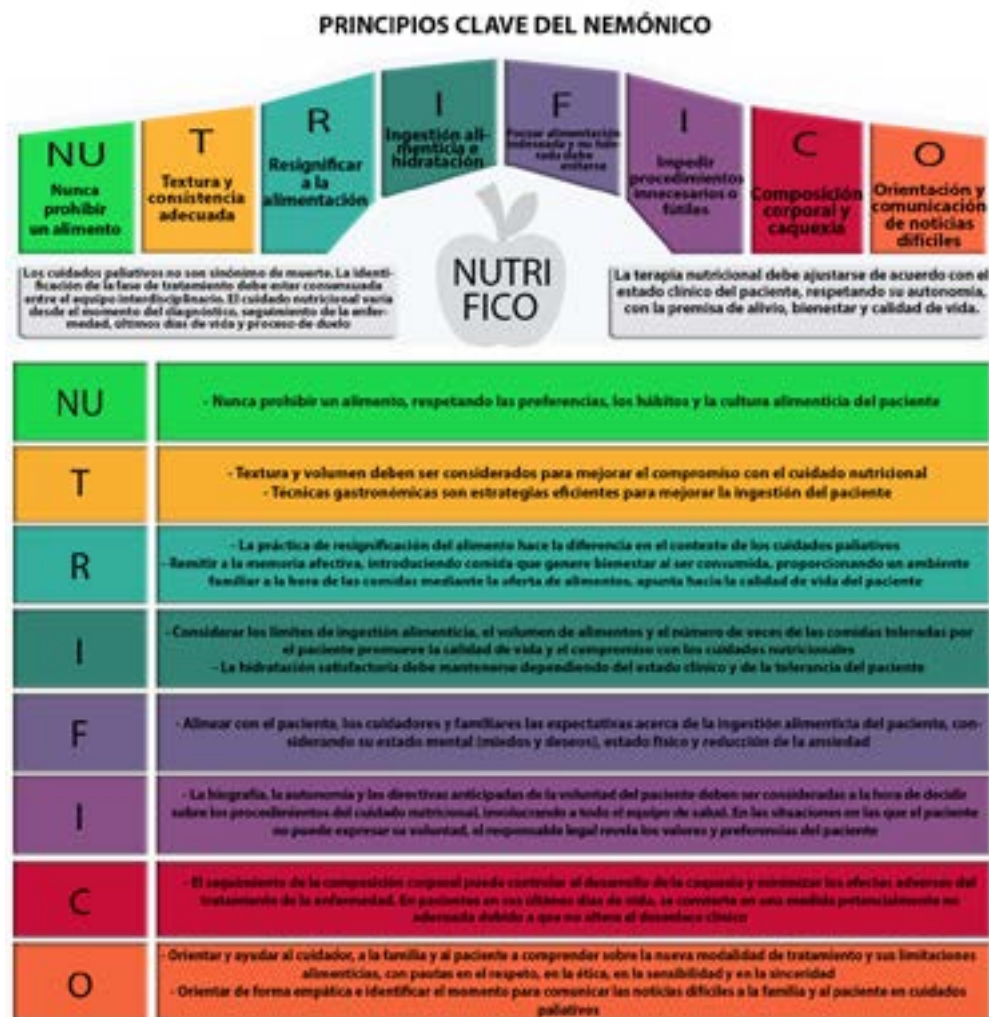 PRINCIPIOS CLAVE DEL NEMÓNICO
NU
Nunca
prohibir
un alimento
T
Textura y
consistencia
adecuada
R
Resignificar
a la
alimentación
I
Ingestión ali-
menticia e
hidratación
F
Forzar alimentación
indeseada y no
debe
evitarse
I
Impedir
procedimientos
innecesarios o
fútiles
C
Composición
corporal y
caquexia
O
Orientación y
comunicación
de noticias
difíciles
Los cuidados paliativos no son sinónimo de muerte. La identi-
ficación de la fase de tratamiento debe estar consensuada
entre el equipo interdisciplinario. El cuidado nutricional varía
desde el momento del diagnóstico, seguimiento de la enfer-
medad, últimos días de vida y proceso de duelo
NUTRI
FICO
La terapia nutricional debe ajustarse de acuerdo con el
estado clínico del paciente, respetando su autonomía,
con la premisa de alivio, bienestar y calidad de vida.
NU
- Nunca prohibir un alimento, respetando las preferencias, los hábitos y la cultura alimenticia del paciente
T
- Textura y volumen deben ser considerados para mejorar el compromiso con el cuidado nutricional
- Técnicas gastronómicas son estrategias eficientes para mejorar la ingestión del paciente
R
- La práctica de resignificación del alimento hace la diferencia en el contexto de los cuidados paliativos
- Remitir a la memoria afectiva, introduciendo comida que genere bienestar al ser consumida, proporcionando un ambiente
familiar a la hora de las comidas mediante la oferta de alimentos, apunta hacia la calidad de vida del paciente
I
- Considerar los límites de ingestión alimenticia, el volumen de alimentos y el número de veces de las comidas toleradas por
el paciente promueve la calidad de vida y el compromiso con los cuidados nutricionales
- La hidratación satisfactoria debe mantenerse dependiendo del estado clínico y de la tolerancia del paciente
F
- Alinear con el paciente, los cuidadores y familiares las expectativas acerca de la ingestión alimenticia del paciente, con-
siderando su estado mental (miedos y deseos), estado físico y reducción de la ansiedad
I
- La biografía, la autonomía y las directivas anticipadas de la voluntad del paciente deben ser consideradas a la hora de decidir
sobre los procedimientos del cuidado nutricional, involucrando a todo el equipo de salud. En las situaciones en las que el paciente
no puede expresar su voluntad, el responsable legal revela los valores y preferencias del paciente
C
- El seguimiento de la composición corporal puede controlar el desarrollo de la caquexia y minimizar los efectos adversos del
tratamiento de la enfermedad. En pacientes en sus últimos días de vida, se convierte en una medida potencialmente no
adecuada debido a que no altera el desenlace clínico
O
- Orientar y ayudar al cuidador, a la familia y al paciente a comprender sobre la nueva modalidad de tratamiento y sus limitaciones
alimenticias, con pautas en el respeto, en la ética, en la sensibilidad y en la sinceridad
- Orientar de forma empática e identificar el momento para comunicar las noticias difíciles a la familia y al paciente en cuidados
paliativos